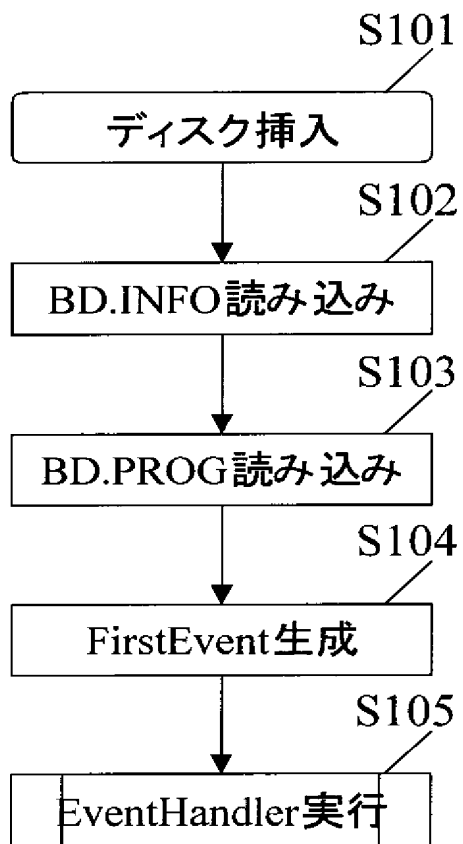 S101
ディスク挿入
S102
BD.INFO読み込み
S103
BD.PROG読み込み
S104
FirstEvent生成
S105
EventHandler実行